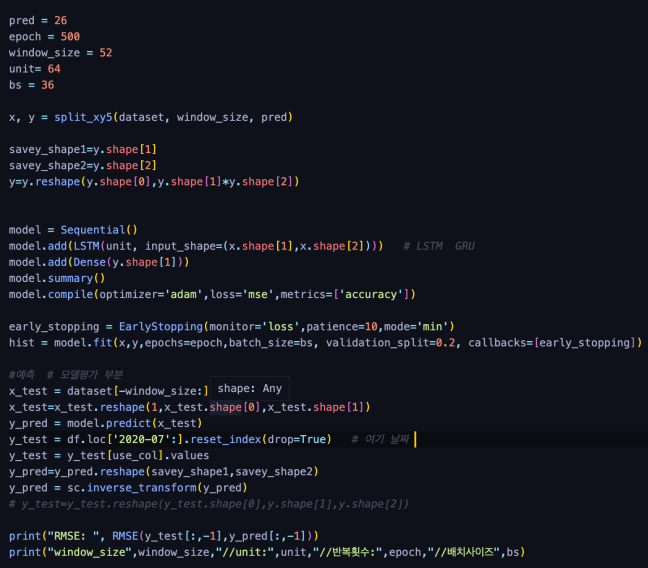 pred = 26
epoch = 500
window_size = 52
unit= 64
bs = 36
x, y = split_xy5(dataset, window_size, pred)
savey_shape1=y.shape[1]
savey_shape2=y.shape[2]
y=y.reshape(y.shape[0],y.shape[1]*y.shape[2])
model = Sequential()
model.add(LSTM(unit, input_shape=(x.shape[1],x.shape[2])))   # LSTM  GRU
model.add(Dense(y.shape[1]))
model.summary()
model.compile(optimizer='adam',loss='mse',metrics=['accuracy'])
early_stopping = EarlyStopping(monitor='loss',patience=10,mode='min')
hist = model.fit(x,y,epochs=epoch,batch_size=bs, validation_split=0.2, callbacks=[early_stopping])
#예측  # 모델평가 부분
x_test = dataset[-window_size:]
shape: Any
x_test=x_test.reshape(1,x_test.shape[0],x_test.shape[1])
y_pred = model.predict(x_test)
y_test = df.loc['2020-07':].reset_index(drop=True)   # 여기 날짜
y_test = y_test[use_col].values
y_pred=y_pred.reshape(savey_shape1,savey_shape2)
y_pred = sc.inverse_transform(y_pred)
# y_test=y_test.reshape(y_test.shape[0],y.shape[1],y.shape[2])
print("RMSE: ", RMSE(y_test[:,-1],y_pred[:,-1]))
print("window_size",window_size,"//unit:",unit,"//반복횟수:",epoch,"//배치사이즈",bs)